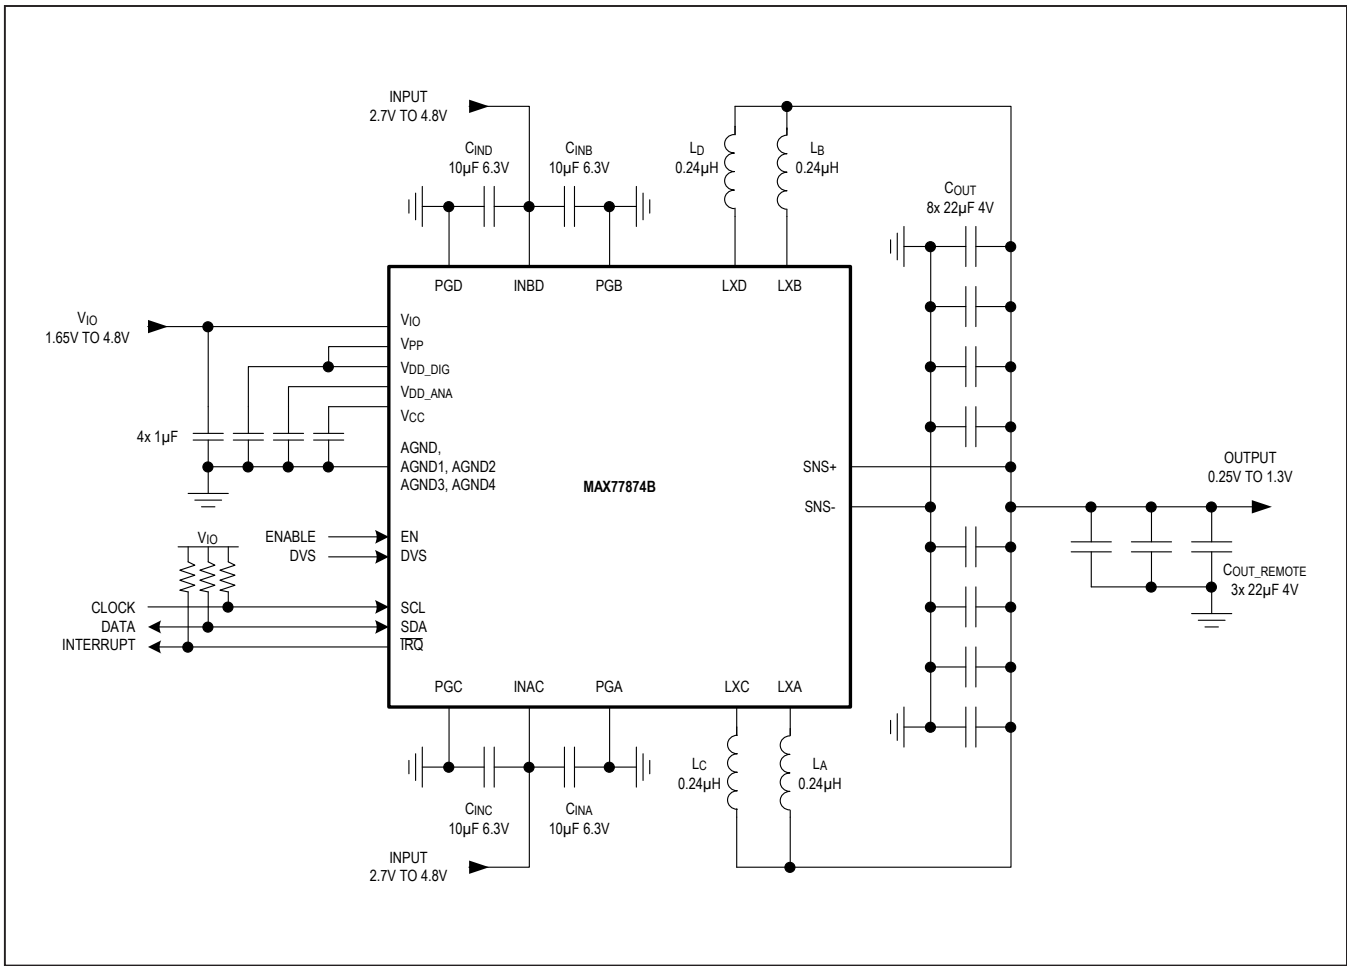 INPUT
2.7V TO 4.8V
CIND
10µF 6.3V
CINB
10µF 6.3V
LD
0.24µH
LB
0.24µH
COUT
8x 22µF 4V
PGD
INBD
PGB
LXD
LXB
VIO
1.65V TO 4.8V
VIO
VPP
VDD_DIG
VDD_ANA
VCC
4x 1µF
AGND,
AGND1, AGND2
AGND3, AGND4
MAX77874B
SNS+
SNS-
OUTPUT
0.25V TO 1.3V
ENABLE
EN
DVS
DVS
VIO
COUT_REMOTE
3x 22µF 4V
CLOCK
SCL
DATA
SDA
INTERRUPT
IRQ
PGC
INAC
PGA
LXC
LXA
LC
0.24µH
LA
0.24µH
CINC
10µF 6.3V
CINA
10µF 6.3V
INPUT
2.7V TO 4.8V